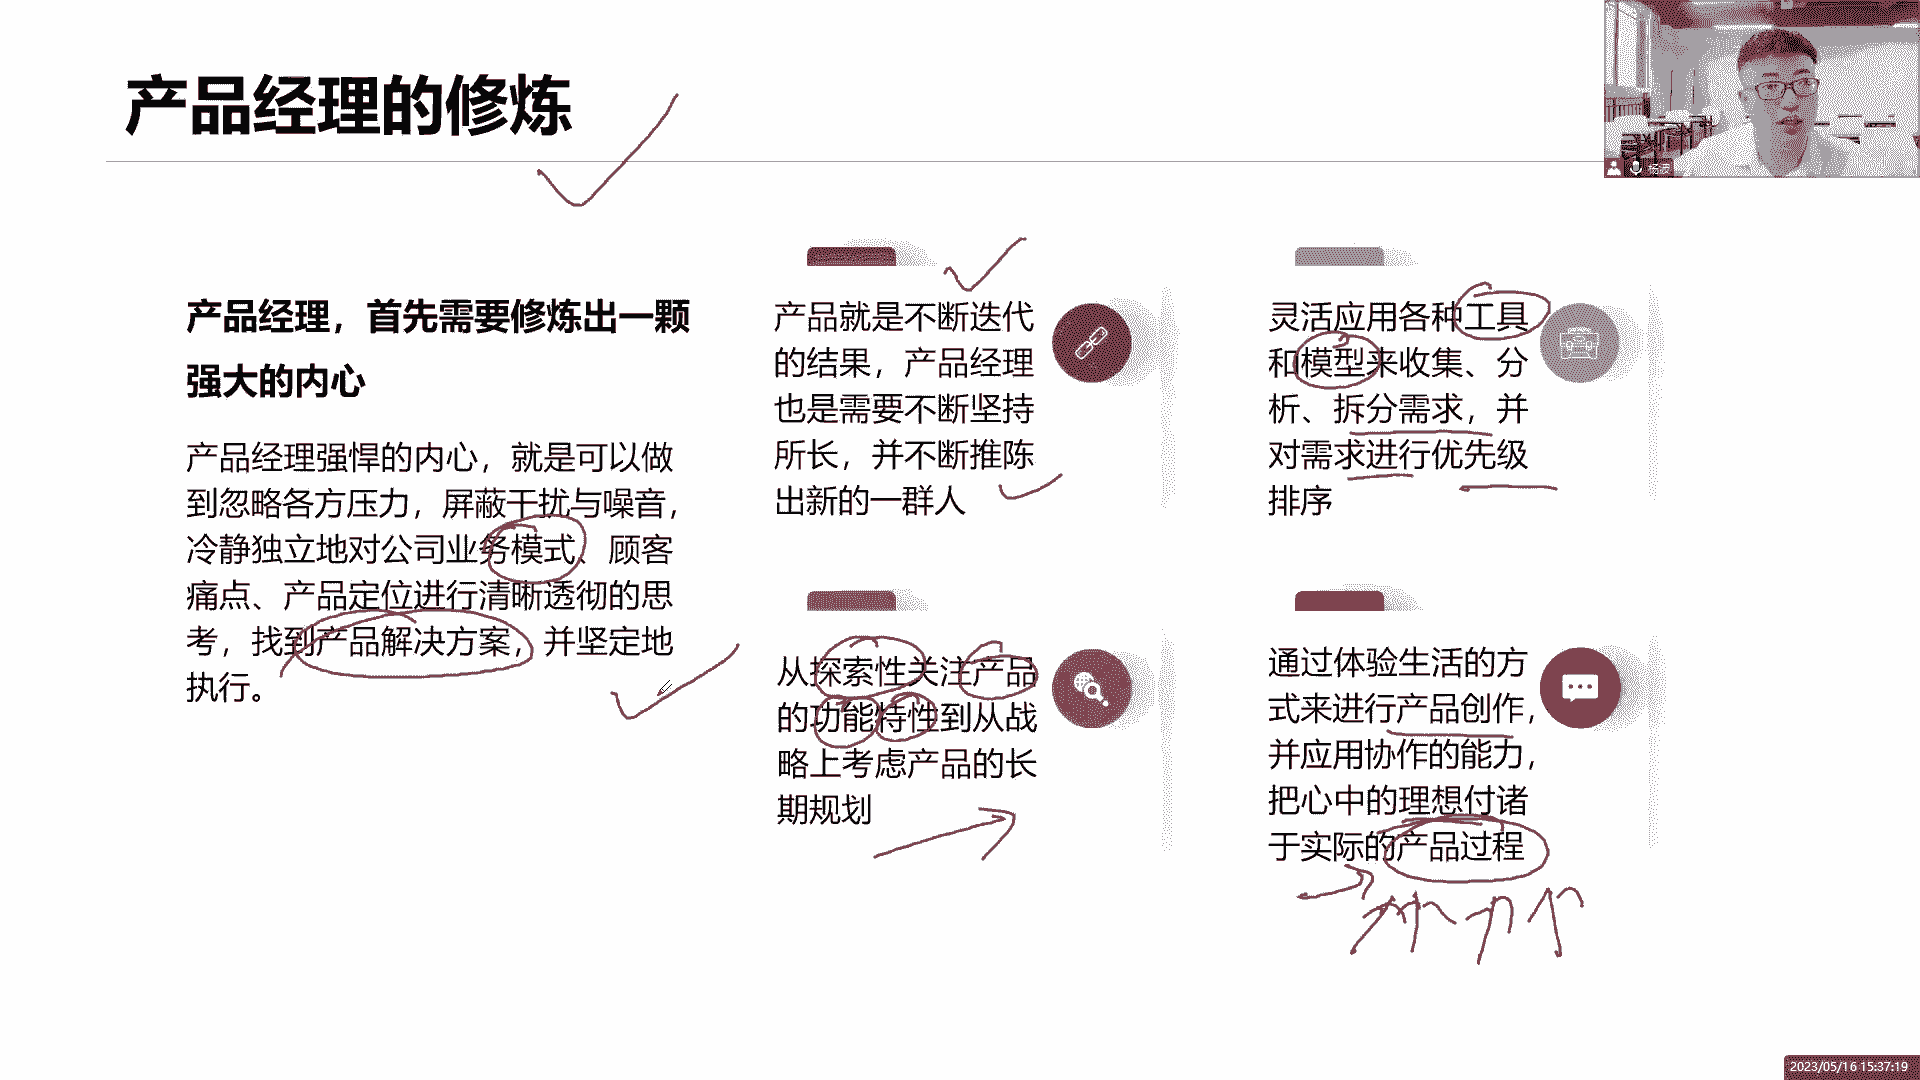 产品经理的修炼
产品经理，首先需要修炼出一颗
强大的内心
产品经理强悍的内心，就是可以做
到忽略各方压力，屏蔽干扰与噪音，
冷静独立地对公司业务模式、顾客
痛点、产品定位进行清晰透彻的思
考，找到产品解决方案，并坚定地
执行。
产品就是不断迭代
的结果，产品经理
也是需要不断坚持
所长，并不断推陈
出新的一群人
灵活应用各种工具
和模型来收集、分
析、拆分需求，并
对需求进行优先级
排序
从探索性关注产品
的功能特性到从战
略上考虑产品的长
期规划
通过体验生活的方
式来进行产品创作，
并应用协作的能力，
把心中的理想付诸
于实际的产品过程
2023/05/16 15:37:19